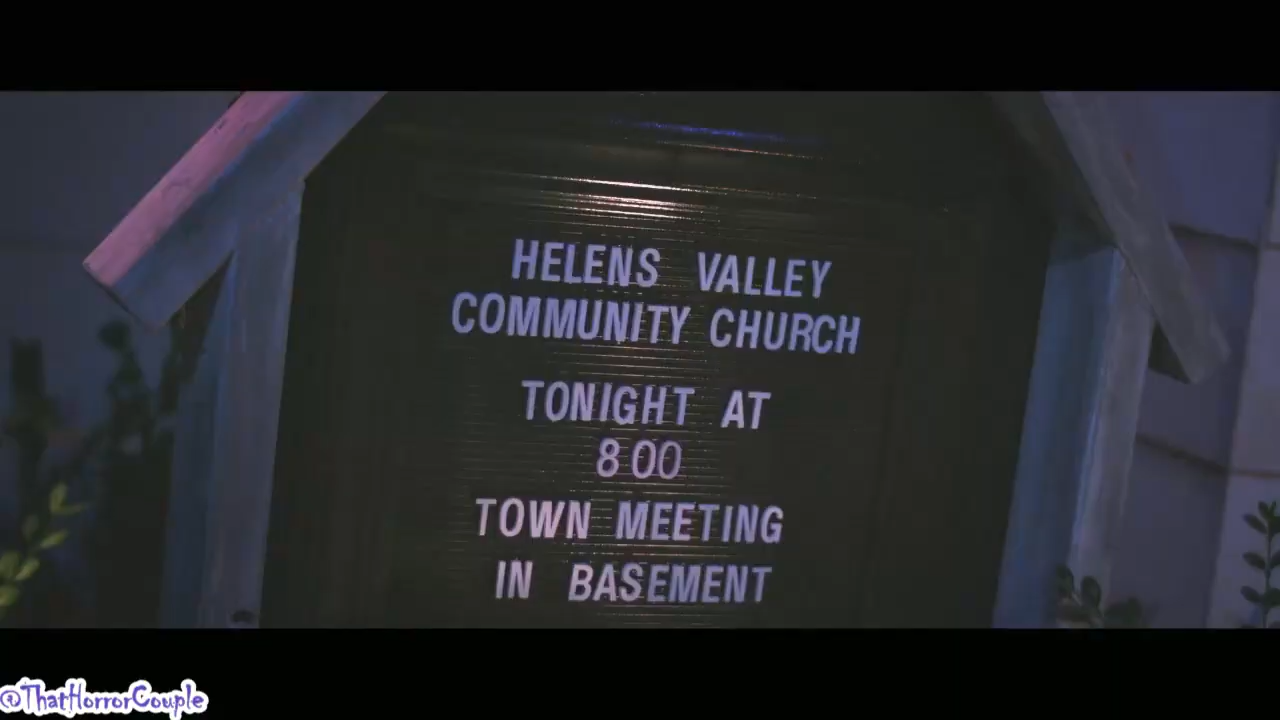 HELENS VALLEY
COMMUNITY CHURCH
TONIGHT AT
8 00
TOWN MEETING
IN BASEMENT
@ThatHorrorCouple